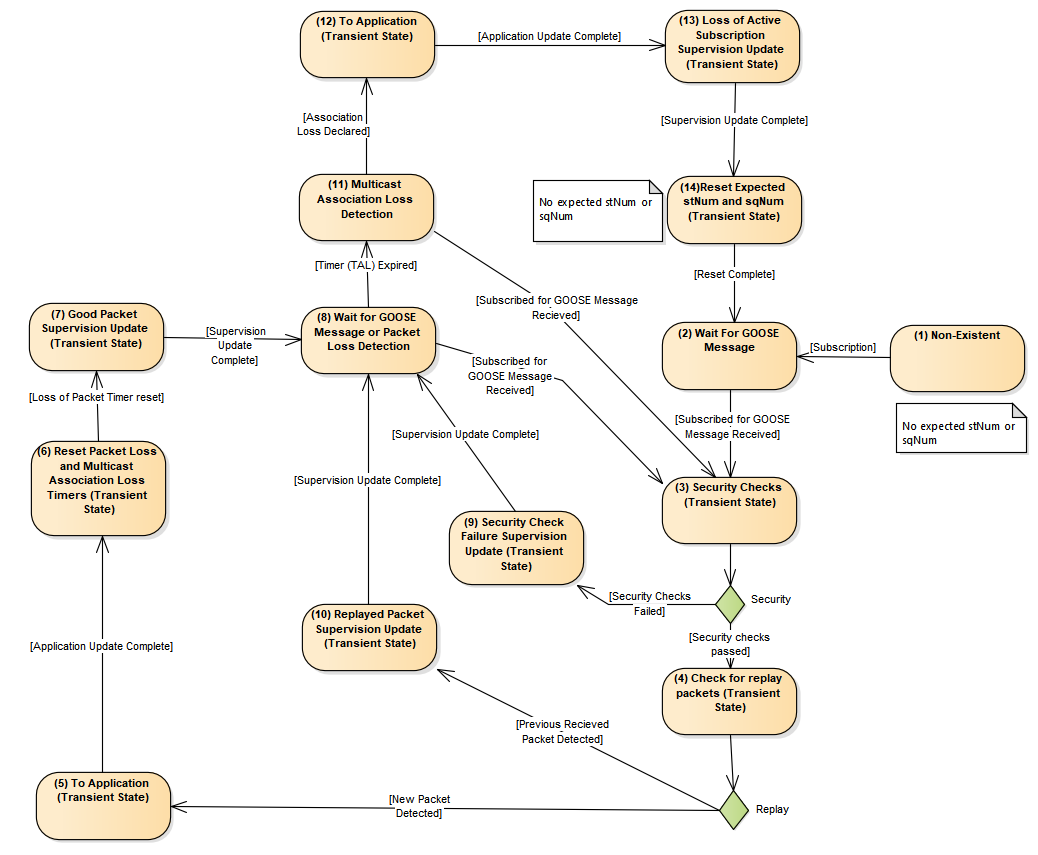 (12) To Application
(Transient State)
[Application Update Complete]
(13) Loss of Active
Subscription
Supervision Update
(Transient State)
[Association
Loss Declared]
[Supervision Update Complete]
(11) Multicast
Association Loss
Detection
No expected stNum or
sqNum
(14)Reset Expected
stNum and sqNum
(Transient State)
[Timer (TAL) Expired]
[Reset Complete]
[Subscribed for GOOSE Message
Recieved]
(7) Good Packet
Supervision Update
(Transient State)
[Supervision
Update
Complete]
(8) Wait for GOOSE
Message or Packet
Loss Detection
(2) Wait For GOOSE
Message
[Subscription]
(1) Non-Existent
[Subscribed for
GOOSE Message
Received]
[Loss of Packet Timer reset]
No expected stNum or
sqNum
[Subscribed for GOOSE
Message Received]
[Supervision Update Complete]
(6) Reset Packet Loss
and Multicast
Association Loss
Timers (Transient
State)
[Supervision Update Complete]
(3) Security Checks
(Transient State)
(9) Security Check
Failure Supervision
Update (Transient
State)
[Security Checks
Failed]
Security
(10) Replayed Packet
Supervision Update
(Transient State)
[Security checks
passed]
[Application Update Complete]
(4) Check for replay
packets (Transient
State)
[Previous Recieved
Packet Detected]
(5) To Application
(Transient State)
[New Packet
Detected]
Replay